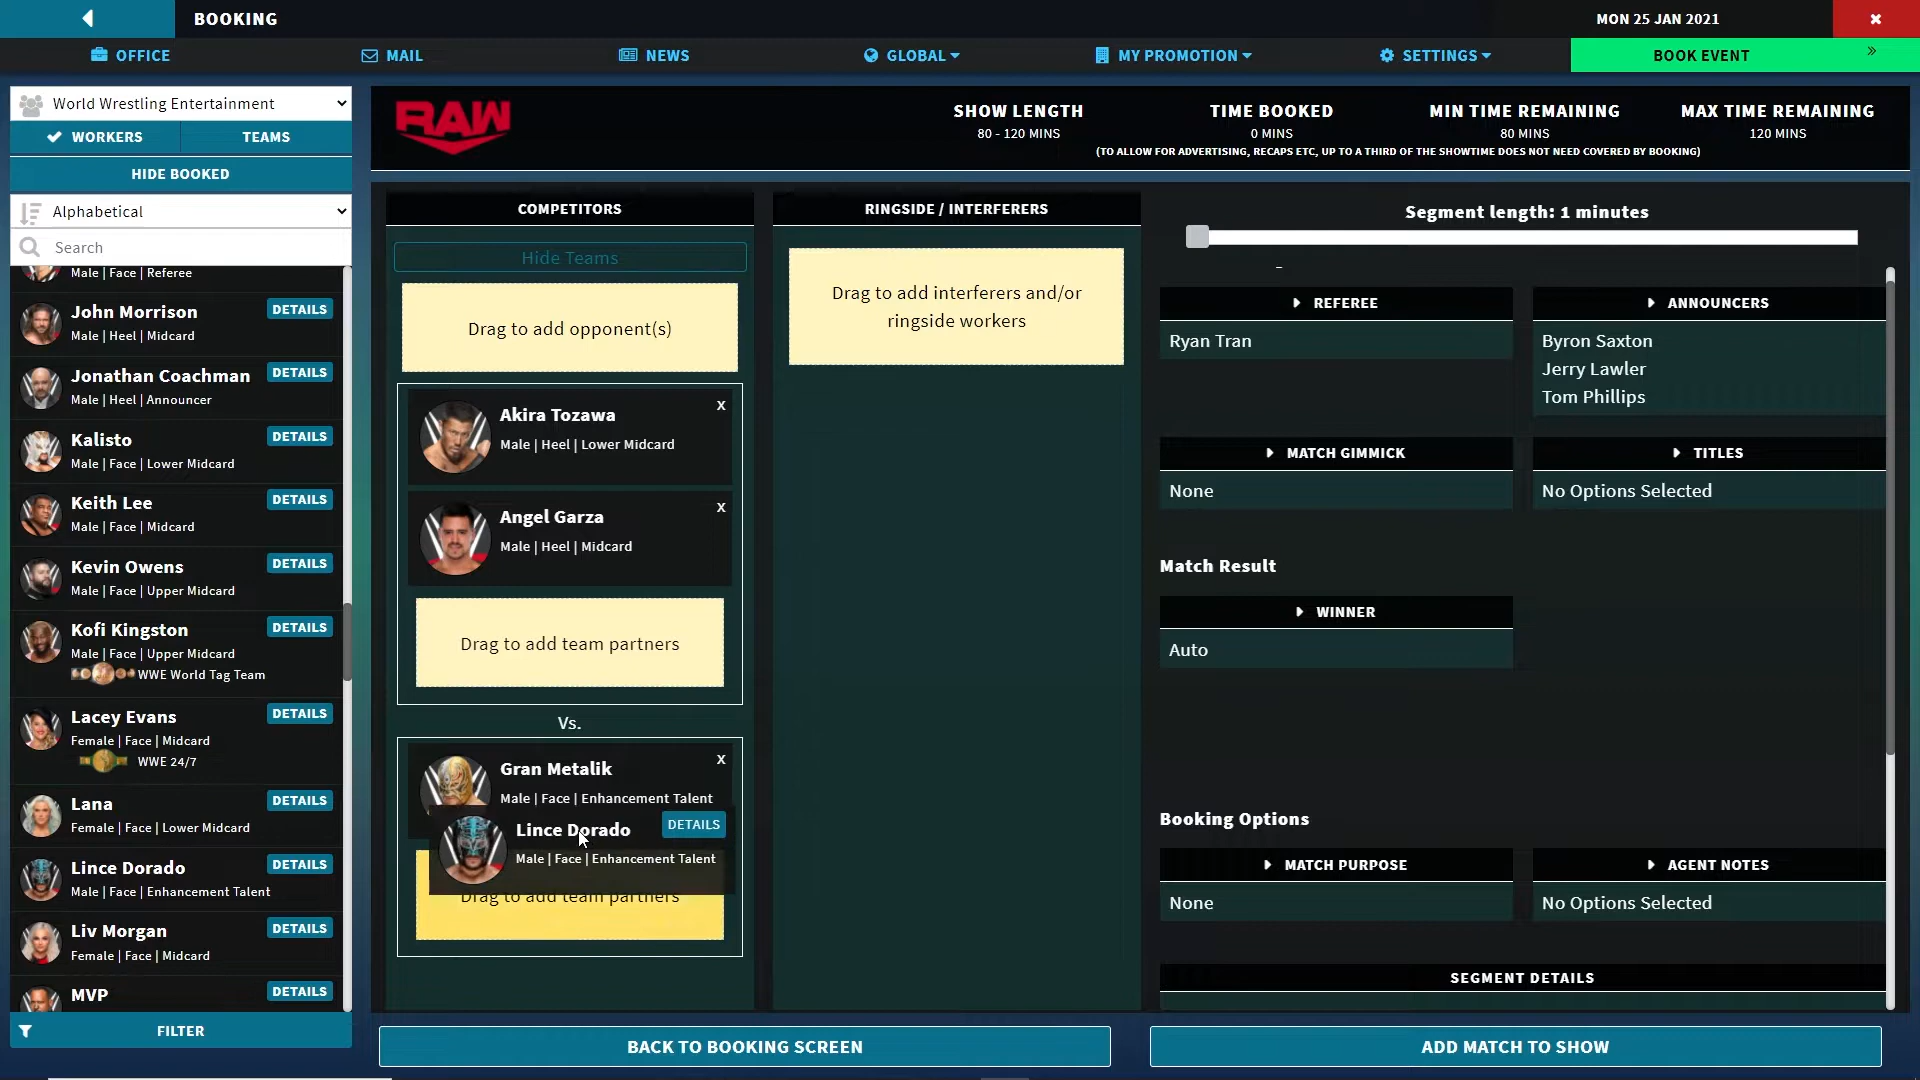 BOOKING
MON 25 JAN 2021
OFFICE
MAIL
NEWS
GLOBAL
MY PROMOTION
SETTINGS
BOOK EVENT
World Wrestling Entertainment
WORKERS
TEAMS
HIDE BOOKED
Alphabetical
Search
Male | Face | Referee
John Morrison
DETAILS
Male | Heel | Midcard
Jonathan Coachman
DETAILS
Male | Heel | Announcer
Kalisto
DETAILS
Male | Face | Lower Midcard
Keith Lee
DETAILS
Male | Face | Midcard
Kevin Owens
DETAILS
Male | Face | Upper Midcard
Kofi Kingston
DETAILS
Male | Face | Upper Midcard
WWE World Tag Team
Lacey Evans
DETAILS
Female | Face | Midcard
WWE 24/7
Lana
DETAILS
Female | Face | Lower Midcard
Lince Dorado
DETAILS
Male | Face | Enhancement Talent
Liv Morgan
DETAILS
Female | Face | Midcard
MVP
DETAILS
FILTER
RAW
SHOW LENGTH
80 - 120 MINS
TIME BOOKED
0 MINS
MIN TIME REMAINING
80 MINS
MAX TIME REMAINING
120 MINS
(TO ALLOW FOR ADVERTISING, RECAPS ETC, UP TO A THIRD OF THE SHOWTIME DOES NOT NEED COVERED BY BOOKING)
COMPETITORS
Hide Teams
Drag to add opponent(s)
Akira Tozawa
X
Male | Heel | Lower Midcard
Angel Garza
X
Male | Heel | Midcard
Drag to add team partners
Vs.
Gran Metalik
X
Male | Face | Enhancement Talent
Lince Dorado
DETAILS
Male | Face | Enhancement Talent
Drag to add team partners
RINGSIDE / INTERFERERS
Drag to add interferers and/or
ringside workers
Segment length: 1 minutes
REFEREE
Ryan Tran
ANNOUNCERS
Byron Saxton
Jerry Lawler
Tom Phillips
MATCH GIMMICK
None
TITLES
No Options Selected
Match Result
WINNER
Auto
Booking Options
MATCH PURPOSE
None
AGENT NOTES
No Options Selected
SEGMENT DETAILS
BACK TO BOOKING SCREEN
ADD MATCH TO SHOW